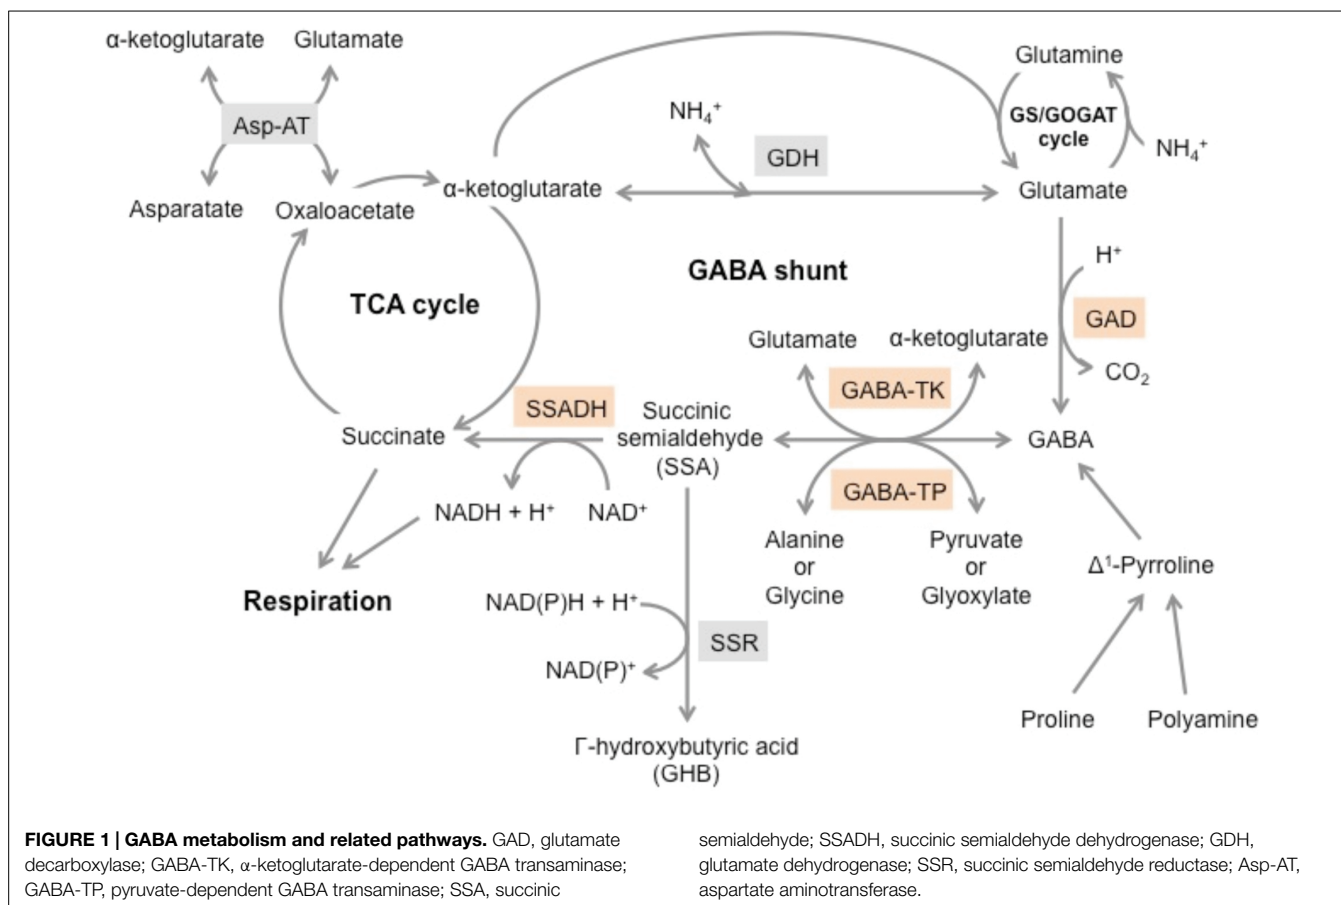 α-ketoglutarate
Glutamate
Asp-AT
Asparatate
Oxaloacetate
α-ketoglutarate
NH₄⁺
GDH
Glutamine
GS/GOGAT
cycle
NH₄⁺
Glutamate
TCA cycle
GABA shunt
H⁺
GAD
CO₂
Glutamate
α-ketoglutarate
GABA-TK
GABA-TP
GABA
SSADH
Succinic
semialdehyde
(SSA)
Succinate
NADH + H⁺
NAD⁺
Respiration
Alanine
or
Glycine
Pyruvate
or
Glyoxylate
Δ¹-Pyrroline
Proline
Polyamine
NAD(P)H + H⁺
SSR
NAD(P)⁺
Γ-hydroxybutyric acid
(GHB)
FIGURE 1 | GABA metabolism and related pathways. GAD, glutamate
decarboxylase; GABA-TK, α-ketoglutarate-dependent GABA transaminase;
GABA-TP, pyruvate-dependent GABA transaminase; SSA, succinic
semialdehyde; SSADH, succinic semialdehyde dehydrogenase; GDH,
glutamate dehydrogenase; SSR, succinic semialdehyde reductase; Asp-AT,
aspartate aminotransferase.